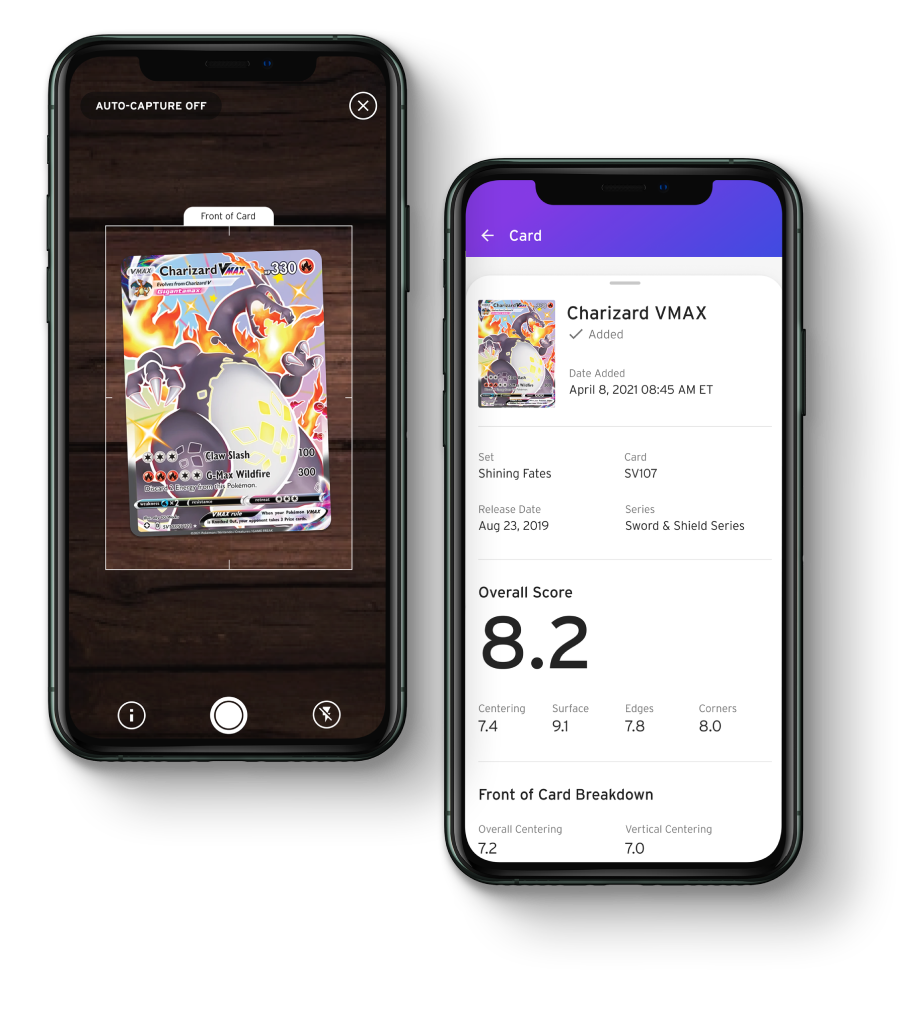 AUTO-CAPTURE OFF
Front of Card
VMAX
Charizard VMAX
330
Evolves from Charizard V
Gigantamax
Claw Slash
100
G-Max Wildfire
300
Discard 2 Energy from this Pokémon.
weakness ×2 resistance retreat
VMAX rule
When your Pokémon VMAX
is Knocked Out, your opponent takes 3 Prize cards.
Card
Charizard VMAX
Added
Date Added
April 8, 2021 08:45 AM ET
Set
Card
Shining Fates
SV107
Release Date
Series
Aug 23, 2019
Sword & Shield Series
Overall Score
8.2
Centering Surface Edges Corners
7.4 9.1 7.8 8.0
Front of Card Breakdown
Overall Centering
Vertical Centering
7.2
7.0